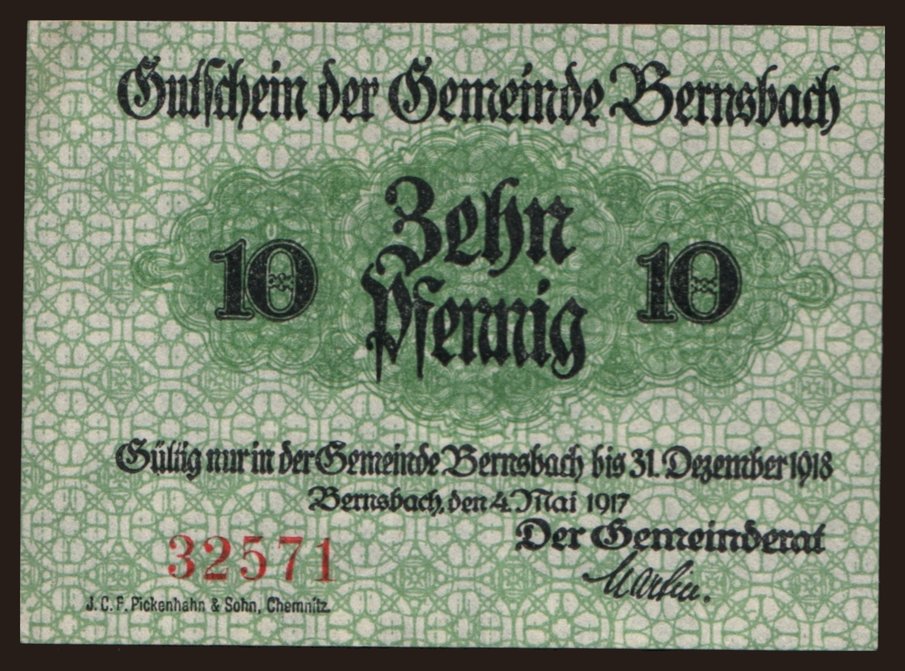 Gutschein der Gemeinde Bernsbach
Zehn
10 10
Pfennig
Gültig nur in der Gemeinde Bernsbach bis 31. Dezember 1918
Bernsbach, den 4. Mai 1917
Der Gemeinderat
32571
J. C. F. Pickenhahn & Sohn, Chemnitz.